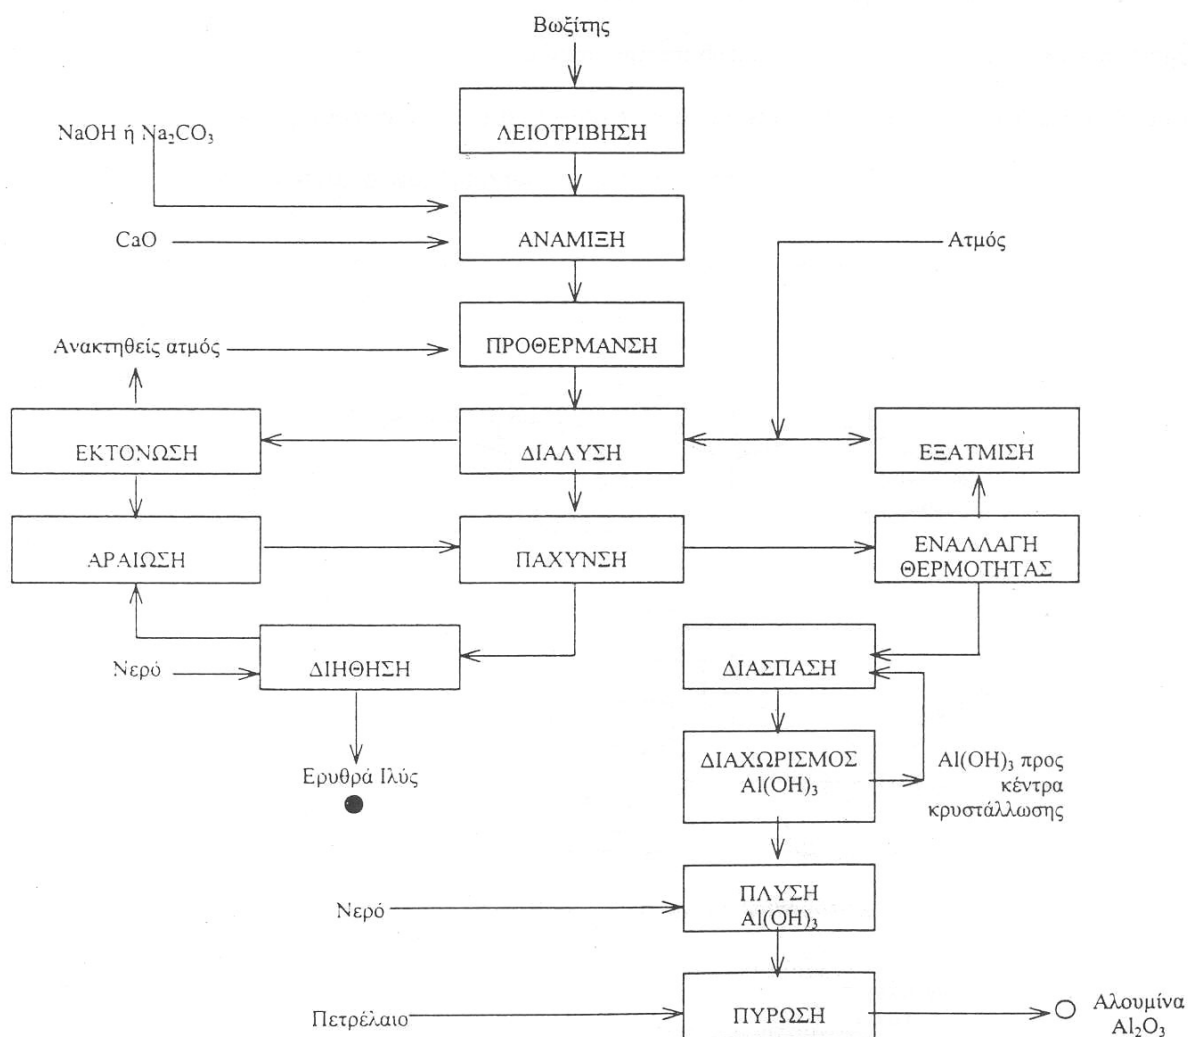 Βωξίτης
ΛΕΙΟΤΡΙΒΗΣΗ
NaOH ή Na₂CO₃
CaO
ΑΝΑΜΙΞΗ
Ατμός
Ανακτηθείς ατμός
ΠΡΟΘΕΡΜΑΝΣΗ
ΕΚΤΟΝΩΣΗ
ΔΙΑΛΥΣΗ
ΕΞΑΤΜΙΣΗ
ΑΡΑΙΩΣΗ
ΠΑΧΥΝΣΗ
ΕΝΑΛΛΑΓΗ
ΘΕΡΜΟΤΗΤΑΣ
Νερό
ΔΙΗΘΗΣΗ
ΔΙΑΣΠΑΣΗ
Ερυθρά Ιλύς
ΔΙΑΧΩΡΙΣΜΟΣ
Al(OH)₃
Al(OH)₃ προς
κέντρα
κρυστάλλωσης
Νερό
ΠΛΥΣΗ
Al(OH)₃
Πετρέλαιο
ΠΥΡΩΣΗ
Αλουμίνα
Al₂O₃